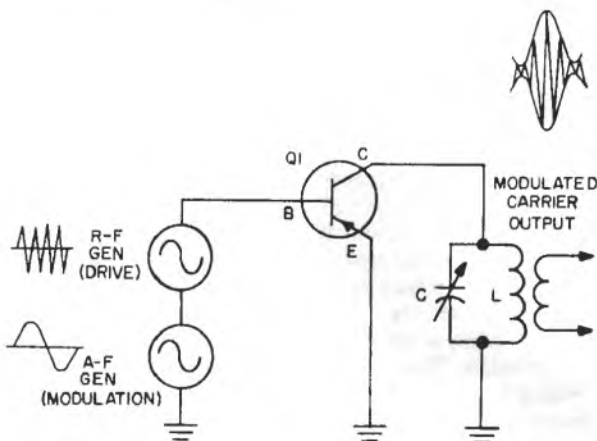 Q1
C
B
E
R-F
GEN
(DRIVE)
A-F
GEN
(MODULATION)
MODULATED
CARRIER
OUTPUT
C
L